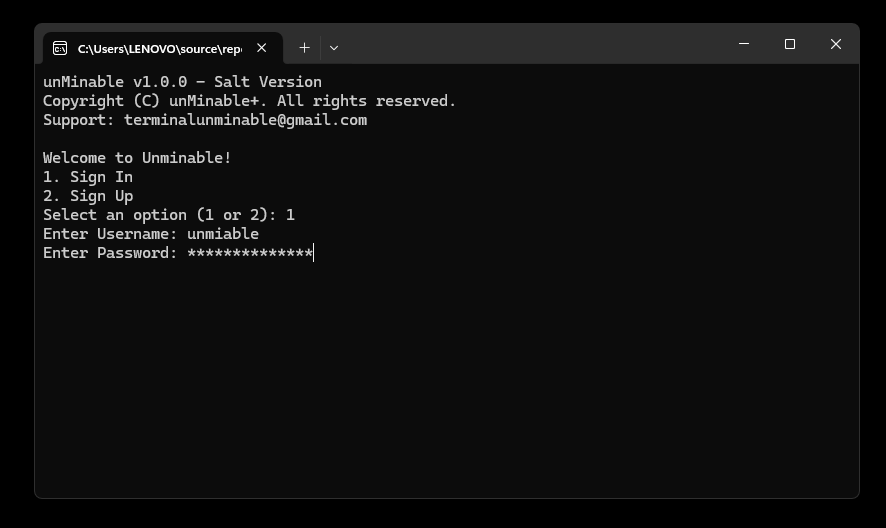 C:\Users\LENOVO\source\rep
unMinable v1.0.0 - Salt Version
Copyright (C) unMinable+. All rights reserved.
Support: terminalunminable@gmail.com
Welcome to Unminable!
1. Sign In
2. Sign Up
Select an option (1 or 2): 1
Enter Username: unmiable
Enter Password: **************